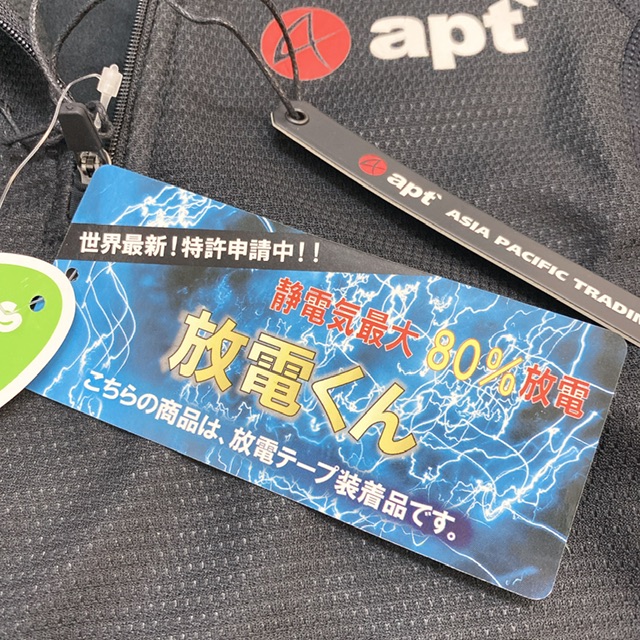 apt
apt ASIA PACIFIC TRADIN
世界最新!特許申請中!!
静電気最大 80%放電
放電くん
こちらの商品は、放電テープ装着品です。